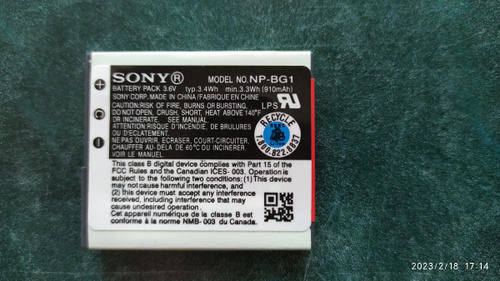 SONY®
MODEL NO. NP-BG1
BATTERY PACK 3.6V typ.3.4Wh min.3.3Wh (910mAh)
SONY CORP. MADE IN CHINA/FABRIQUÉ EN CHINE
CAUTION: RISK OF FIRE, BURNS OR EXPLOSION. DO
NOT OPEN, CRUSH, SHORT, HEAT ABOVE 140°F
OR INCINERATE. SEE MANUAL.
ATTENTION: RISQUE D'INCENDIE, DE BRULURES
OU D'EXPLOSION.
NE PAS OUVRIR, ECRASER, COURT-CIRCUITER,
CHAUFFER AU-DELA DE 60°C OU INCINERER.
LPS
RECYCLE
1.800.822.8837
+
C
-
This class B digital device complies with Part 15 of the
FCC Rules and the Canadian ICES- 003. Operation is
subject to the following conditions: (1)This device may
not cause harmful interference, and
(2) this device must accept any
interference received, including
interference that may cause
undesired operation.
Cet appareil numérique de la classe B est
conforme à la norme NMB- 003 du Canada.
2023/2/18 17:14